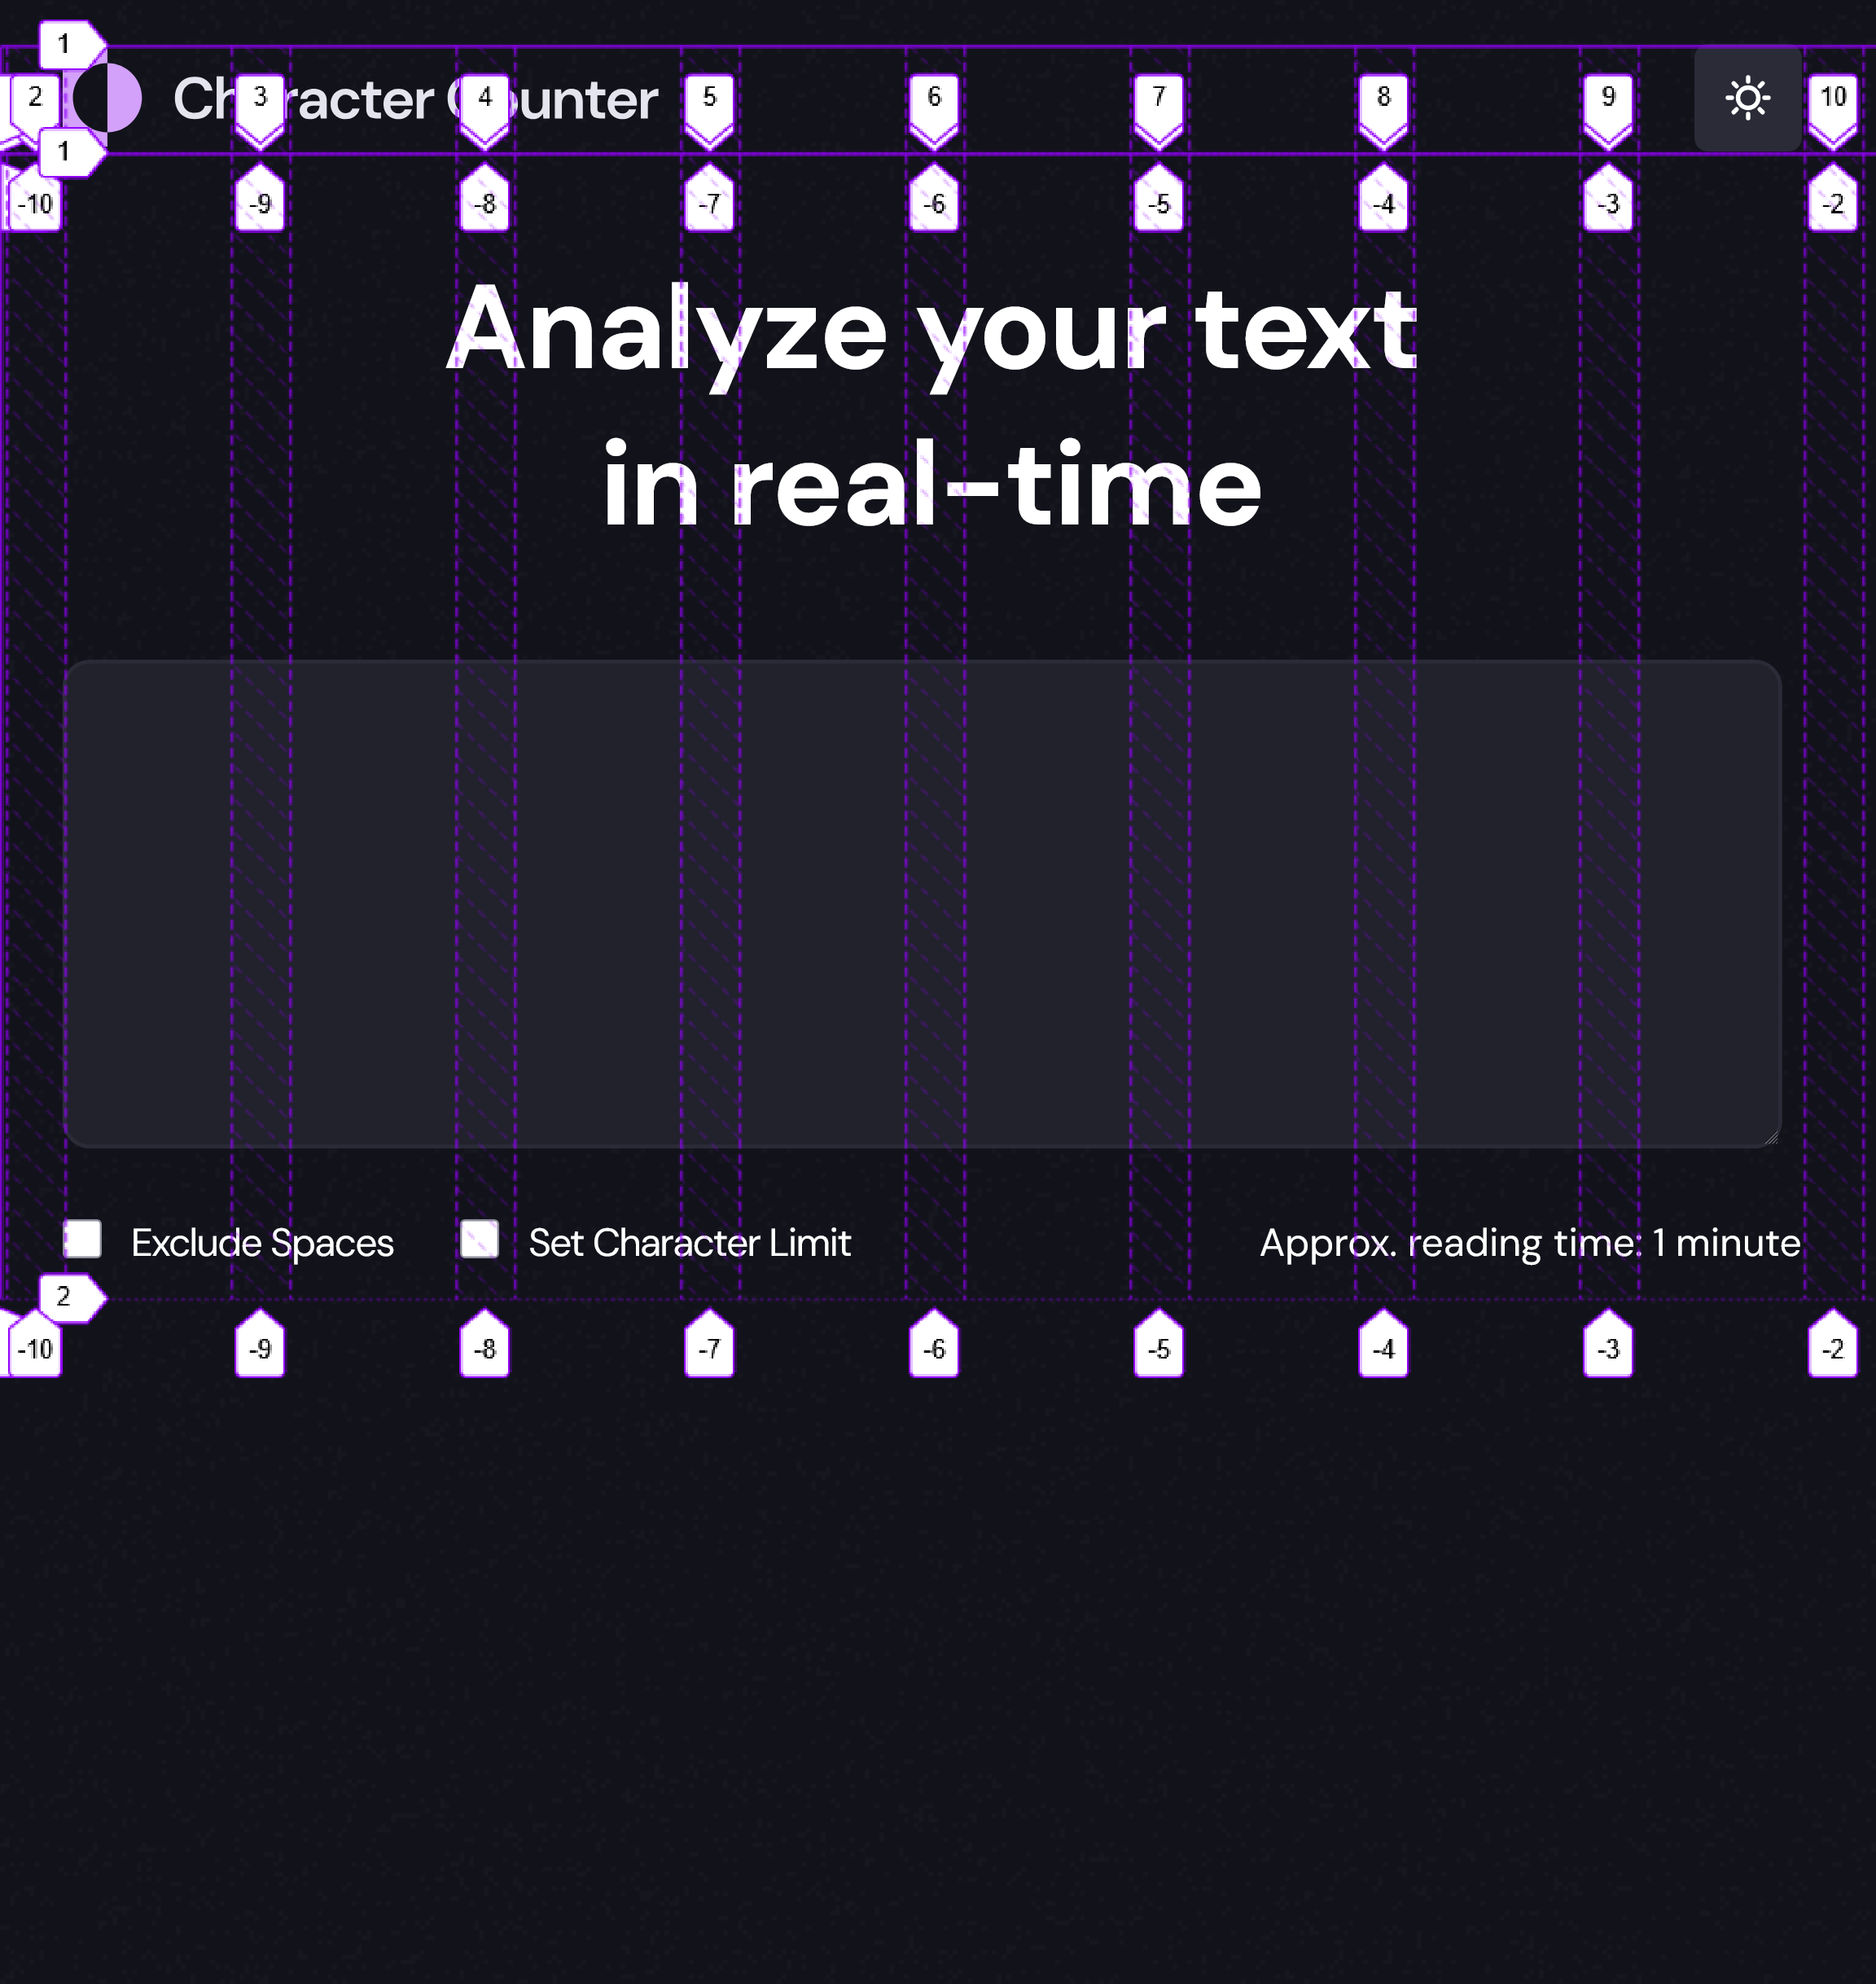 1
2 Character Counter 3 4 5 6 7 8 9 10
1
-10 -9 -8 -7 -6 -5 -4 -3 -2
Analyze your text
in real-time
Exclude Spaces Set Character Limit Approx. reading time: 1 minute
2
-10 -9 -8 -7 -6 -5 -4 -3 -2